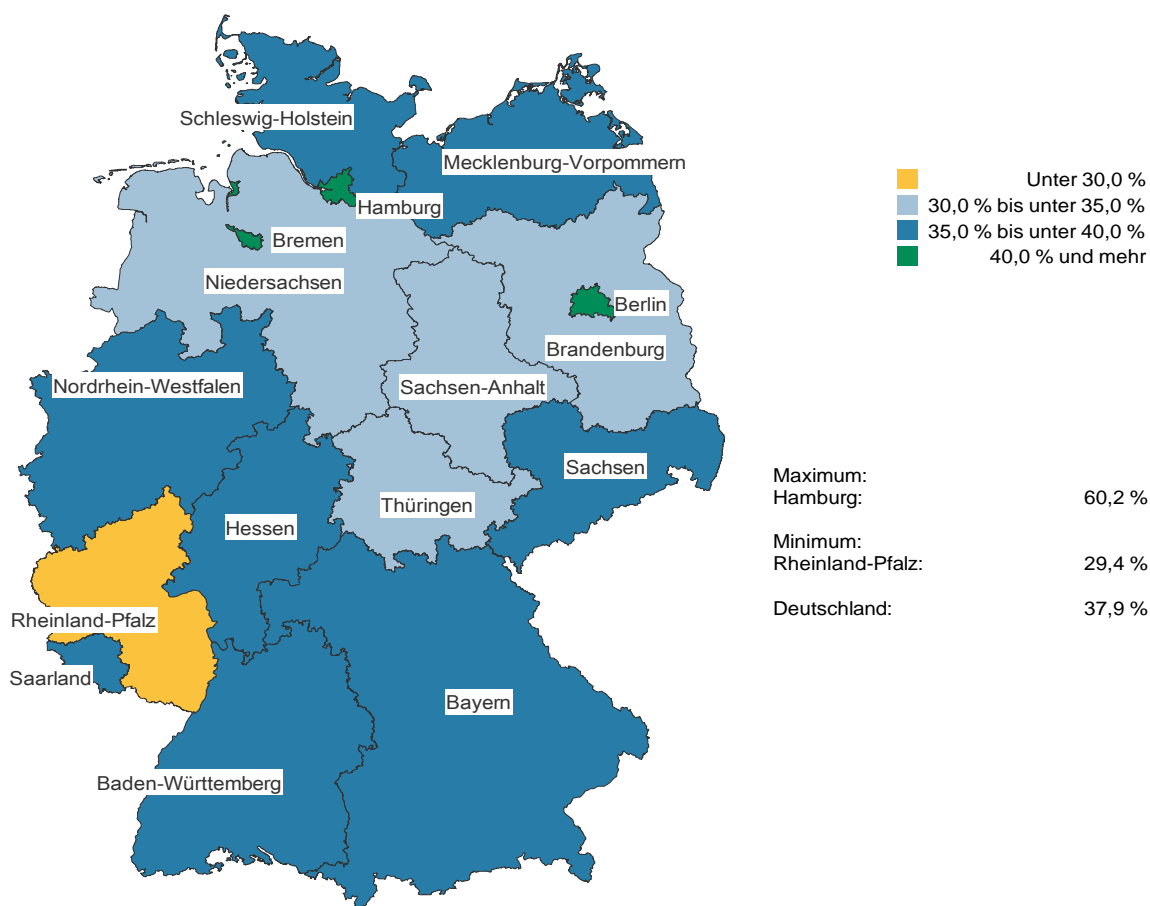 Schleswig-Holstein
Mecklenburg-Vorpommern
Hamburg
Bremen
Niedersachsen
Berlin
Brandenburg
Nordrhein-Westfalen
Sachsen-Anhalt
Sachsen
Thüringen
Hessen
Rheinland-Pfalz
Saarland
Bayern
Baden-Württemberg
Unter 30,0 %
30,0 % bis unter 35,0 %
35,0 % bis unter 40,0 %
40,0 % und mehr
Maximum:
Hamburg: 60,2 %
Minimum:
Rheinland-Pfalz: 29,4 %
Deutschland: 37,9 %